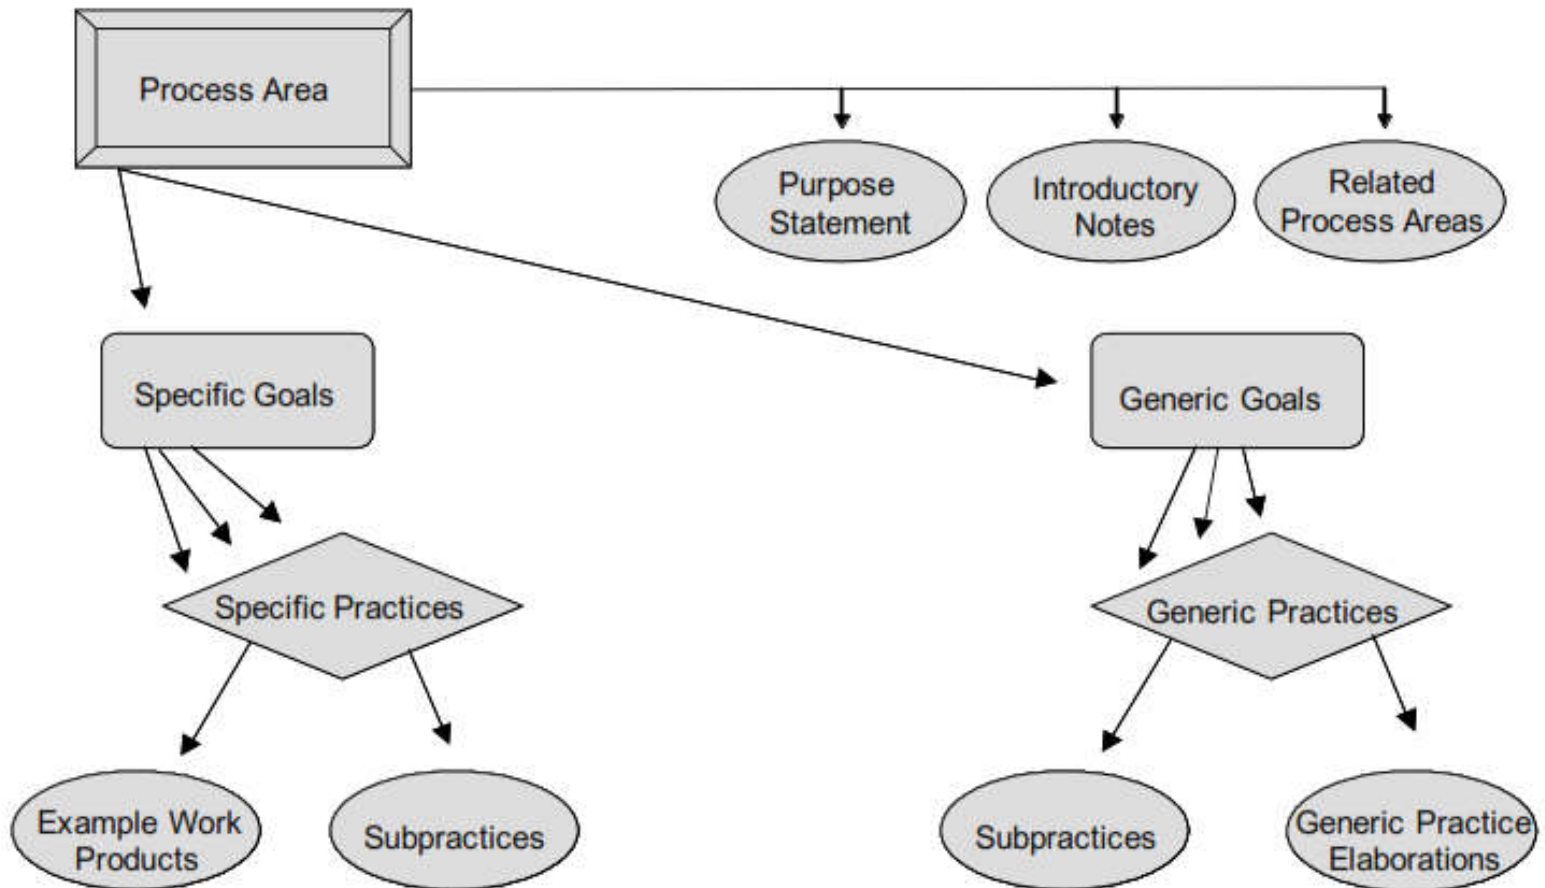 Process Area
Purpose
Statement
Introductory
Notes
Related
Process Areas
Specific Goals
Generic Goals
Specific Practices
Generic Practices
Example Work
Products
Subpractices
Subpractices
Generic Practice
Elaborations